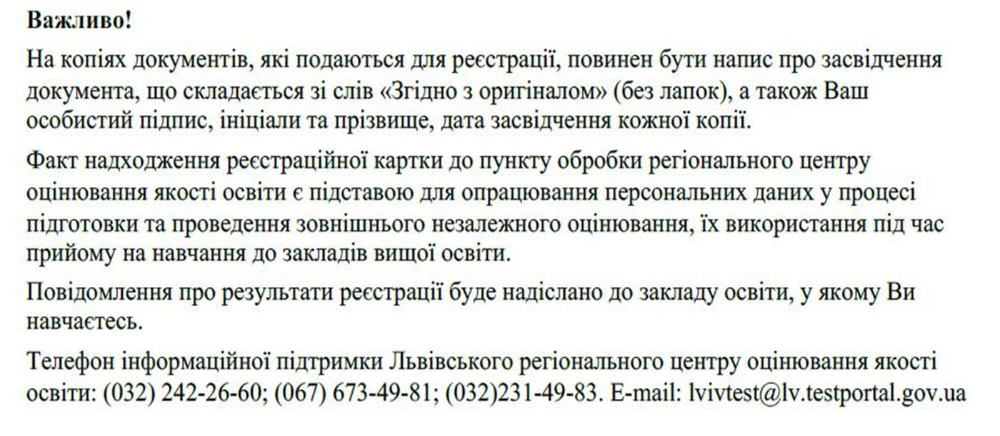 Важливо!
На копіях документів, які подаються для реєстрації, повинен бути напис про засвідчення
документа, що складається зі слів «Згідно з оригіналом» (без лапок), а також Ваш
особистий підпис, ініціали та прізвище, дата засвідчення кожної копії.
Факт надходження реєстраційної картки до пункту обробки регіонального центру
оцінювання якості освіти є підставою для опрацювання персональних даних у процесі
підготовки та проведення зовнішнього незалежного оцінювання, їх використання під час
прийому на навчання до закладів вищої освіти.
Повідомлення про результати реєстрації буде надіслано до закладу освіти, у якому Ви
навчаєтесь.
Телефон інформаційної підтримки Львівського регіонального центру оцінювання якості
освіти: (032) 242-26-60; (067) 673-49-81; (032)231-49-83. E-mail: lvivtest@lv.testportal.gov.ua